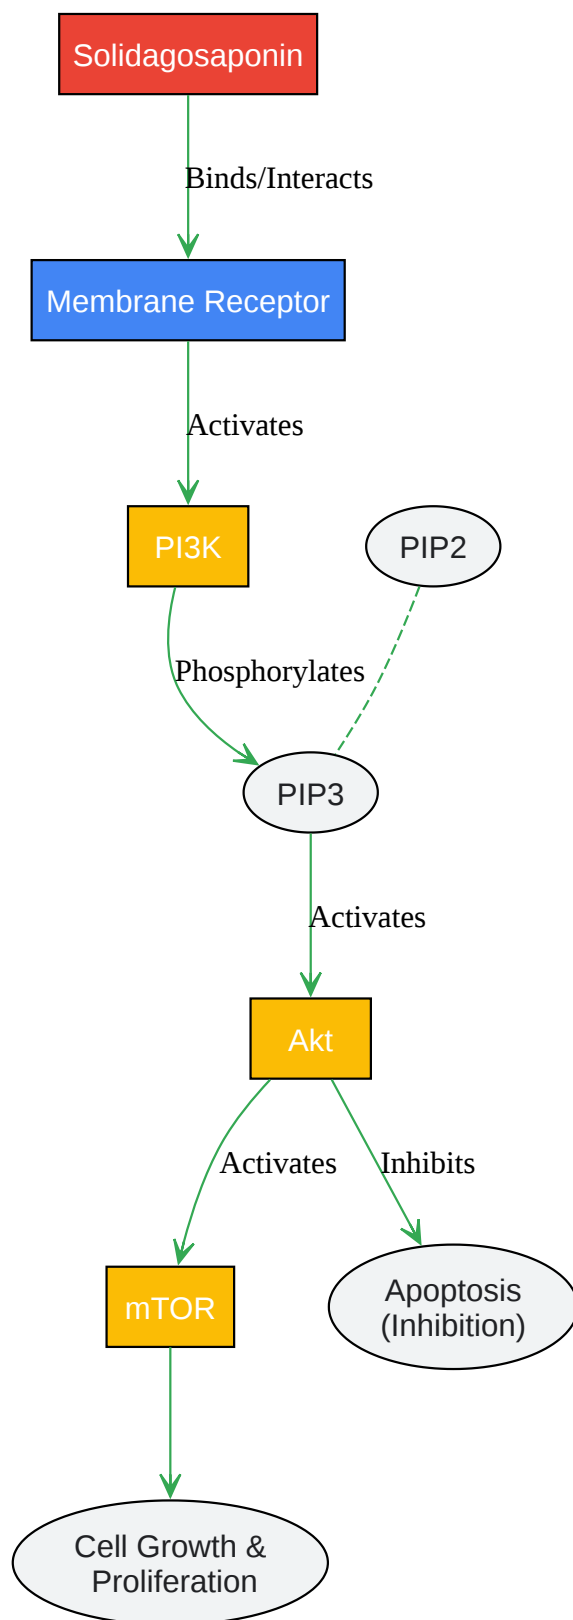 Solidagosaponin
Binds/Interacts
Membrane Receptor
Activates
PI3K
PIP2
Phosphorylates
PIP3
Activates
Akt
Activates
Inhibits
mTOR
Apoptosis
(Inhibition)
Cell Growth &
Proliferation